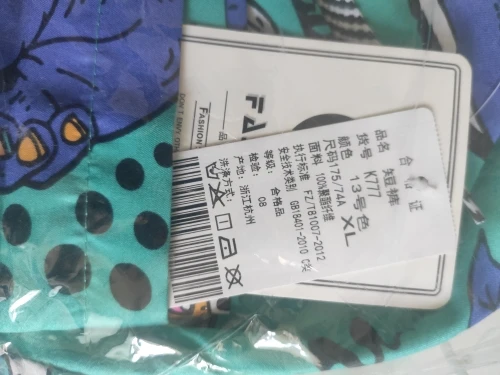 合格证
品名 矢豆裤
货号 K777
颜色 13号色
尺码175/74A XL
面料 100%聚酯纤维
执行标准 FZ/T81007-2012
安全技术类别 GB18401-2010 C类
等级: 合格品
检验: 08
产地: 浙江杭州
洗涤方式:
FASHION
品